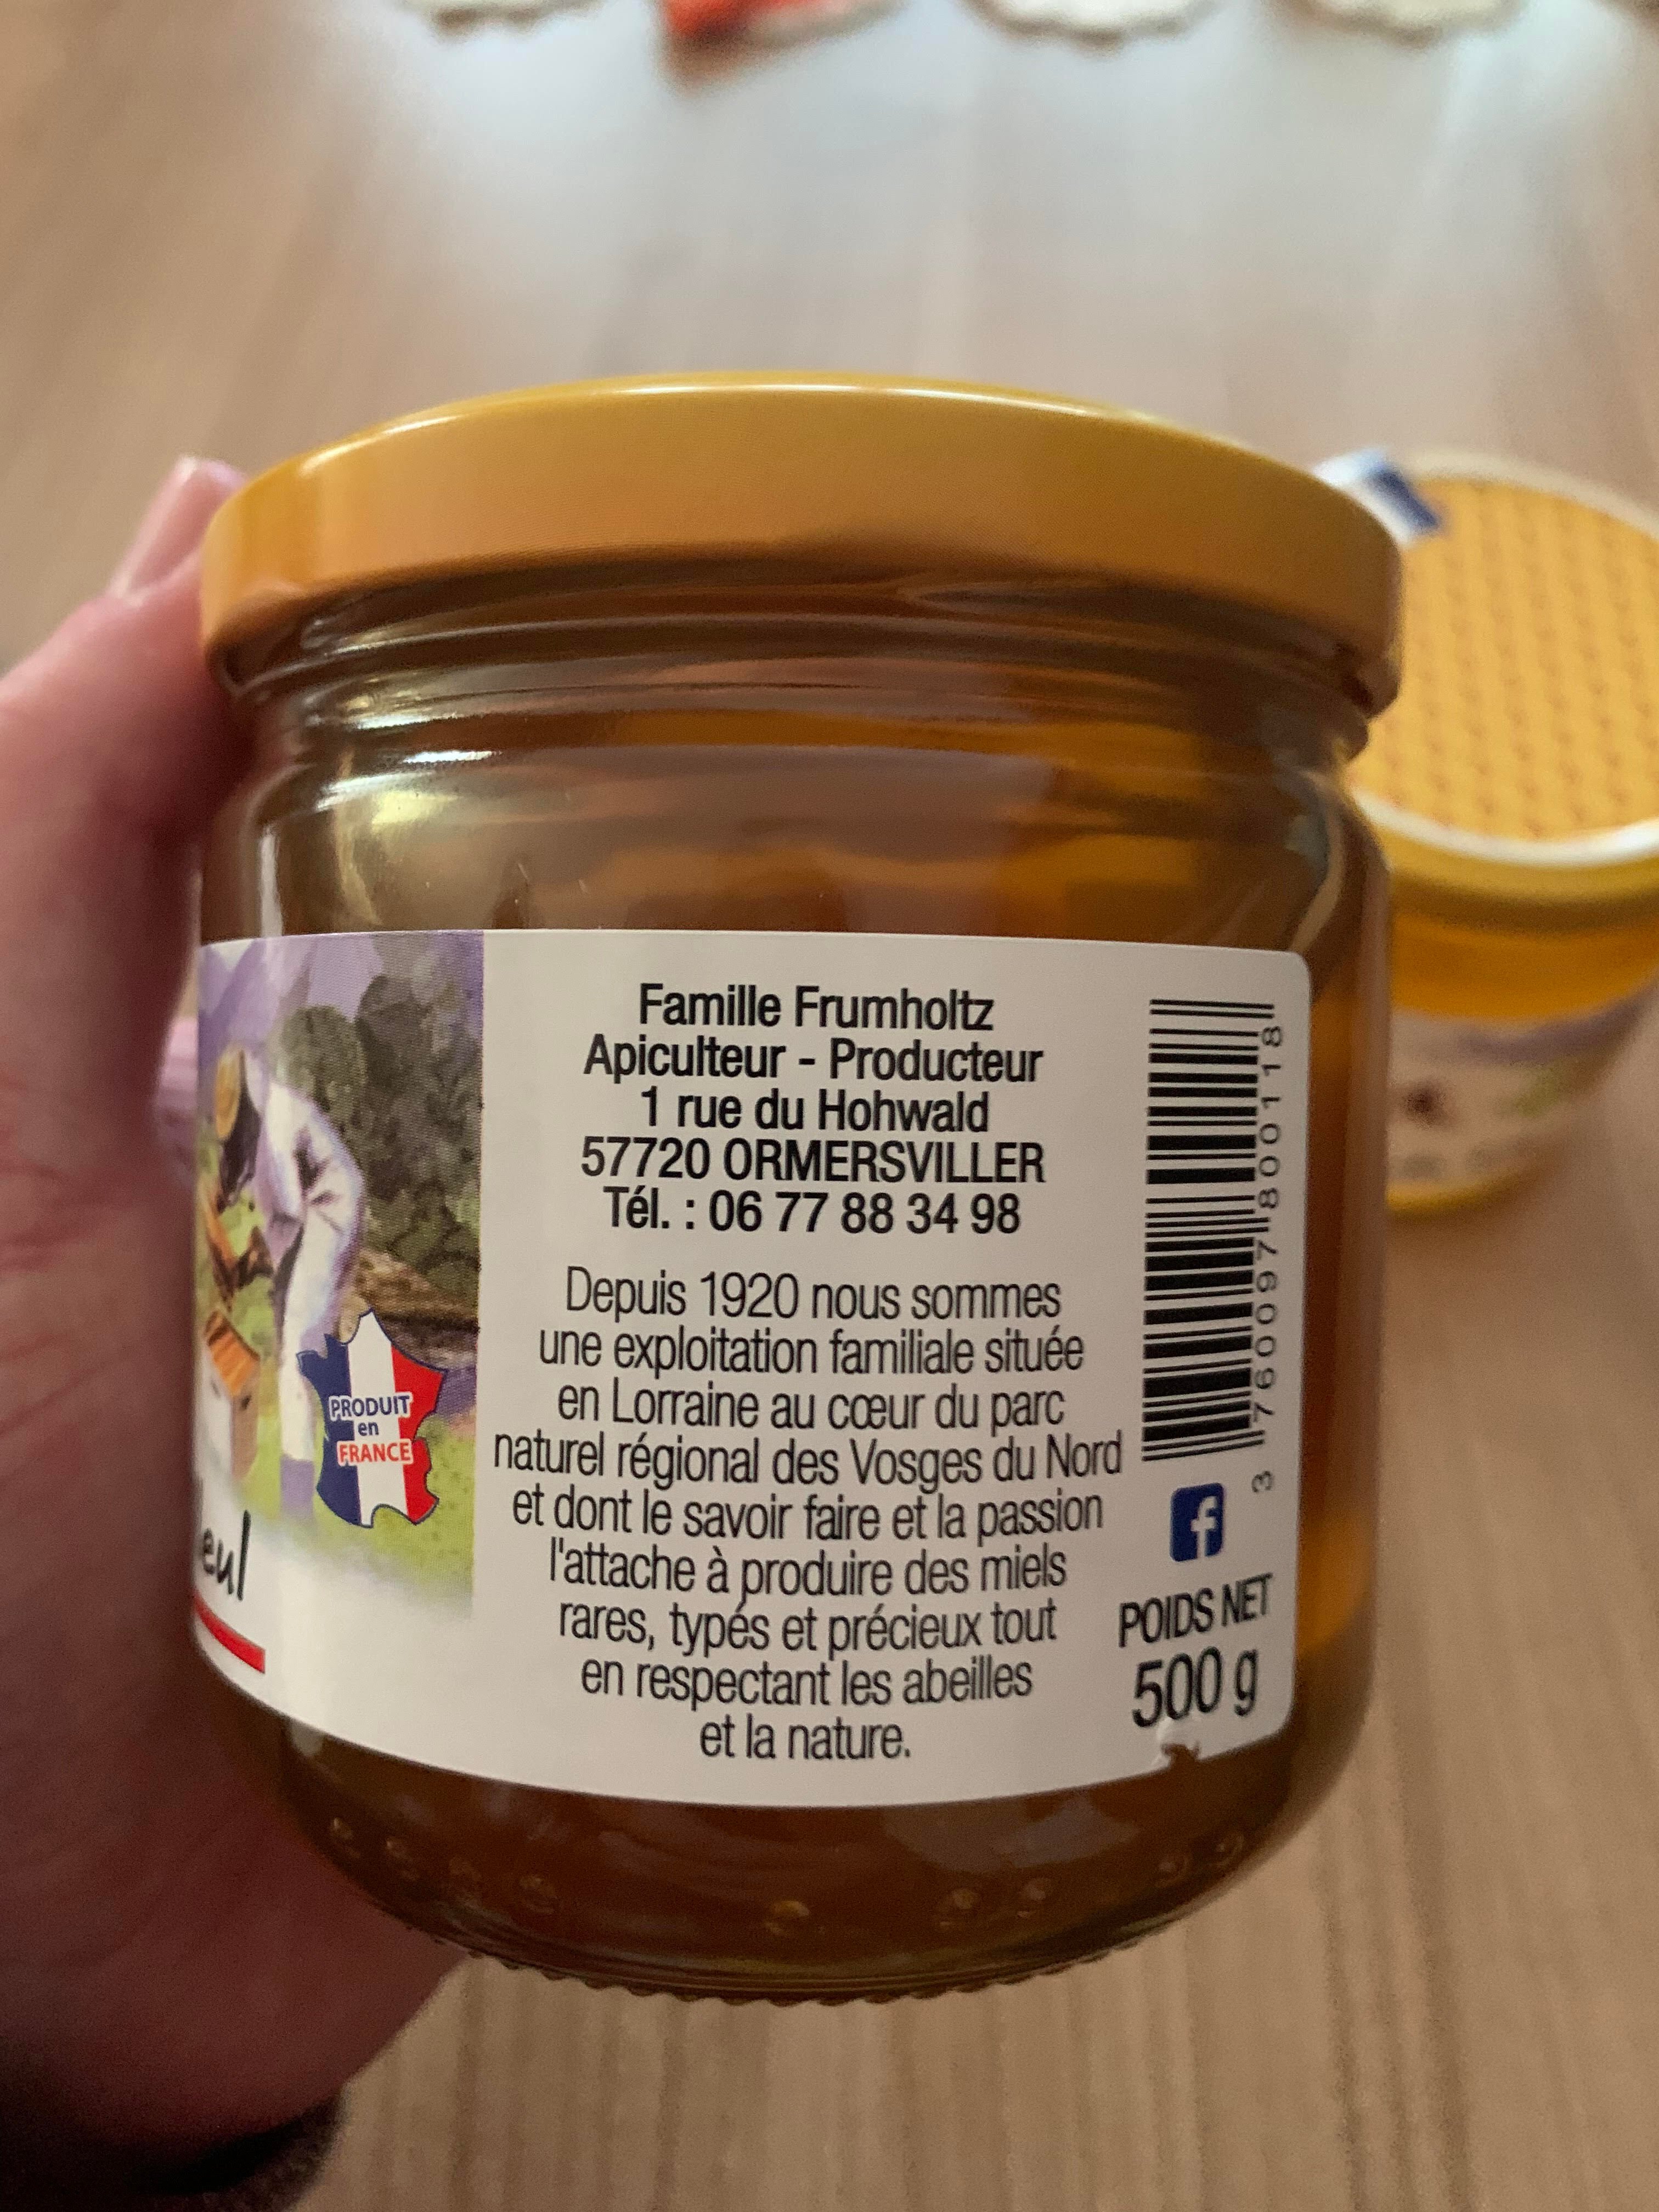 Famille Frumholtz
Apiculteur - Producteur
1 rue du Hohwald
57720 ORMERSVILLER
Tél. : 06 77 88 34 98
Depuis 1920 nous sommes
une exploitation familiale située
en Lorraine au cœur du parc
naturel régional des Vosges du Nord
et dont le savoir faire et la passion
l'attache à produire des miels
rares, typés et précieux tout
en respectant les abeilles
et la nature.
PRODUIT
en
FRANCE
eul
3 760097 800118
f
POIDS NET
500 g